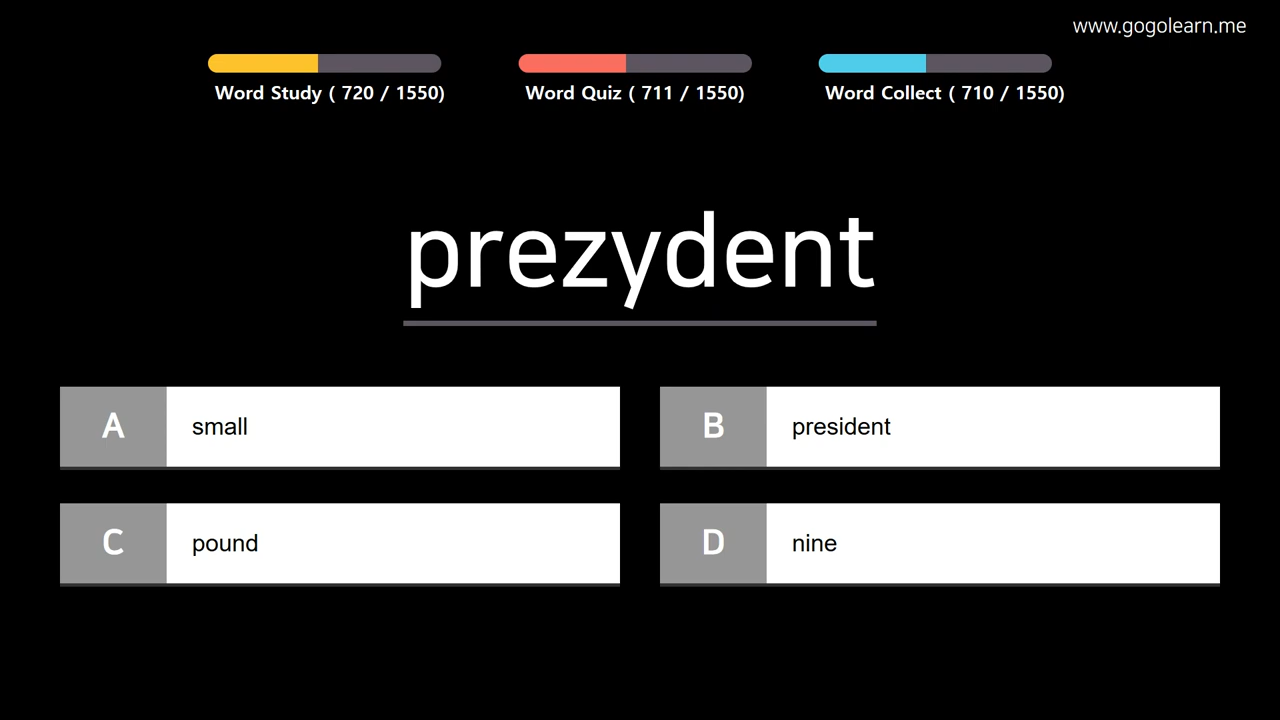 www.gogolearn.me
Word Study ( 720 / 1550)
Word Quiz ( 711 / 1550)
Word Collect ( 710 / 1550)
prezydent
A small
B president
C pound
D nine